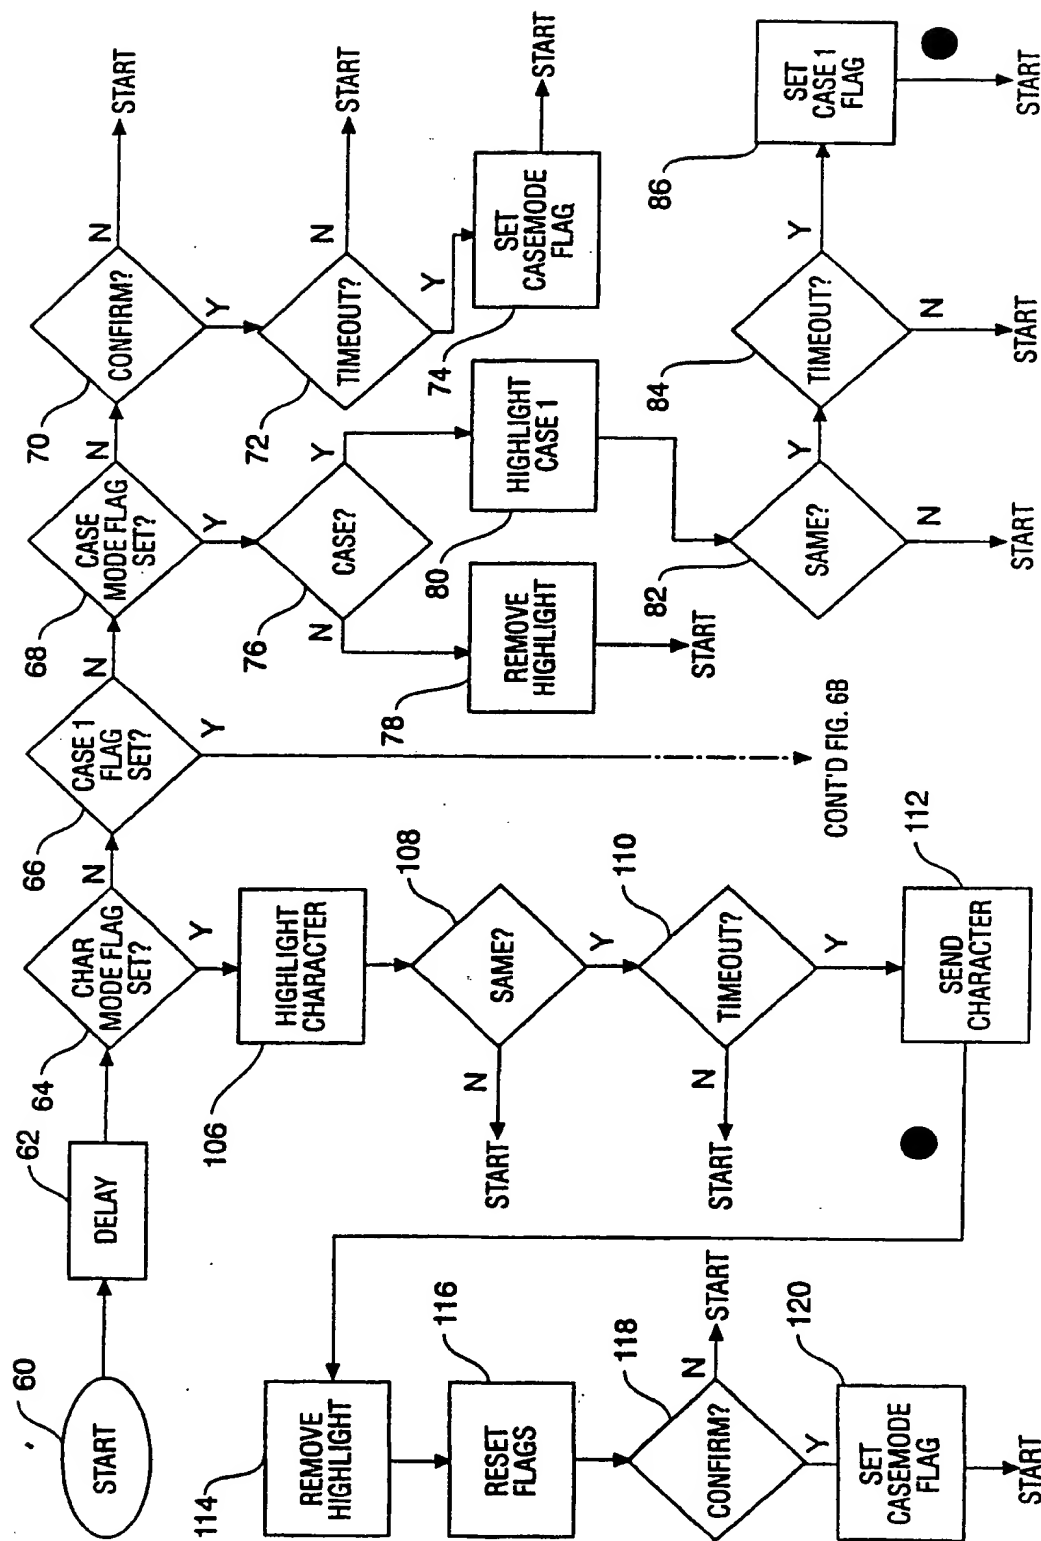 60
START
62
DELAY
64
CHAR
MODE FLAG
SET?
N
Y
66
CASE 1
FLAG
SET?
N
Y
68
CASE
MODE FLAG
SET?
N
Y
70
CONFIRM?
N
START
Y
72
TIMEOUT?
N
START
Y
74
SET
CASEMODE
FLAG
START
76
CASE?
N
Y
78
REMOVE
HIGHLIGHT
START
80
HIGHLIGHT
CASE 1
82
SAME?
Y
N
START
84
TIMEOUT?
Y
N
START
86
SET
CASE 1
FLAG
START
CONT'D FIG. 6B
106
HIGHLIGHT
CHARACTER
108
SAME?
N
START
Y
110
TIMEOUT?
N
START
Y
112
SEND
CHARACTER
114
REMOVE
HIGHLIGHT
116
RESET
FLAGS
118
CONFIRM?
N
START
Y
120
SET
CASEMODE
FLAG
START